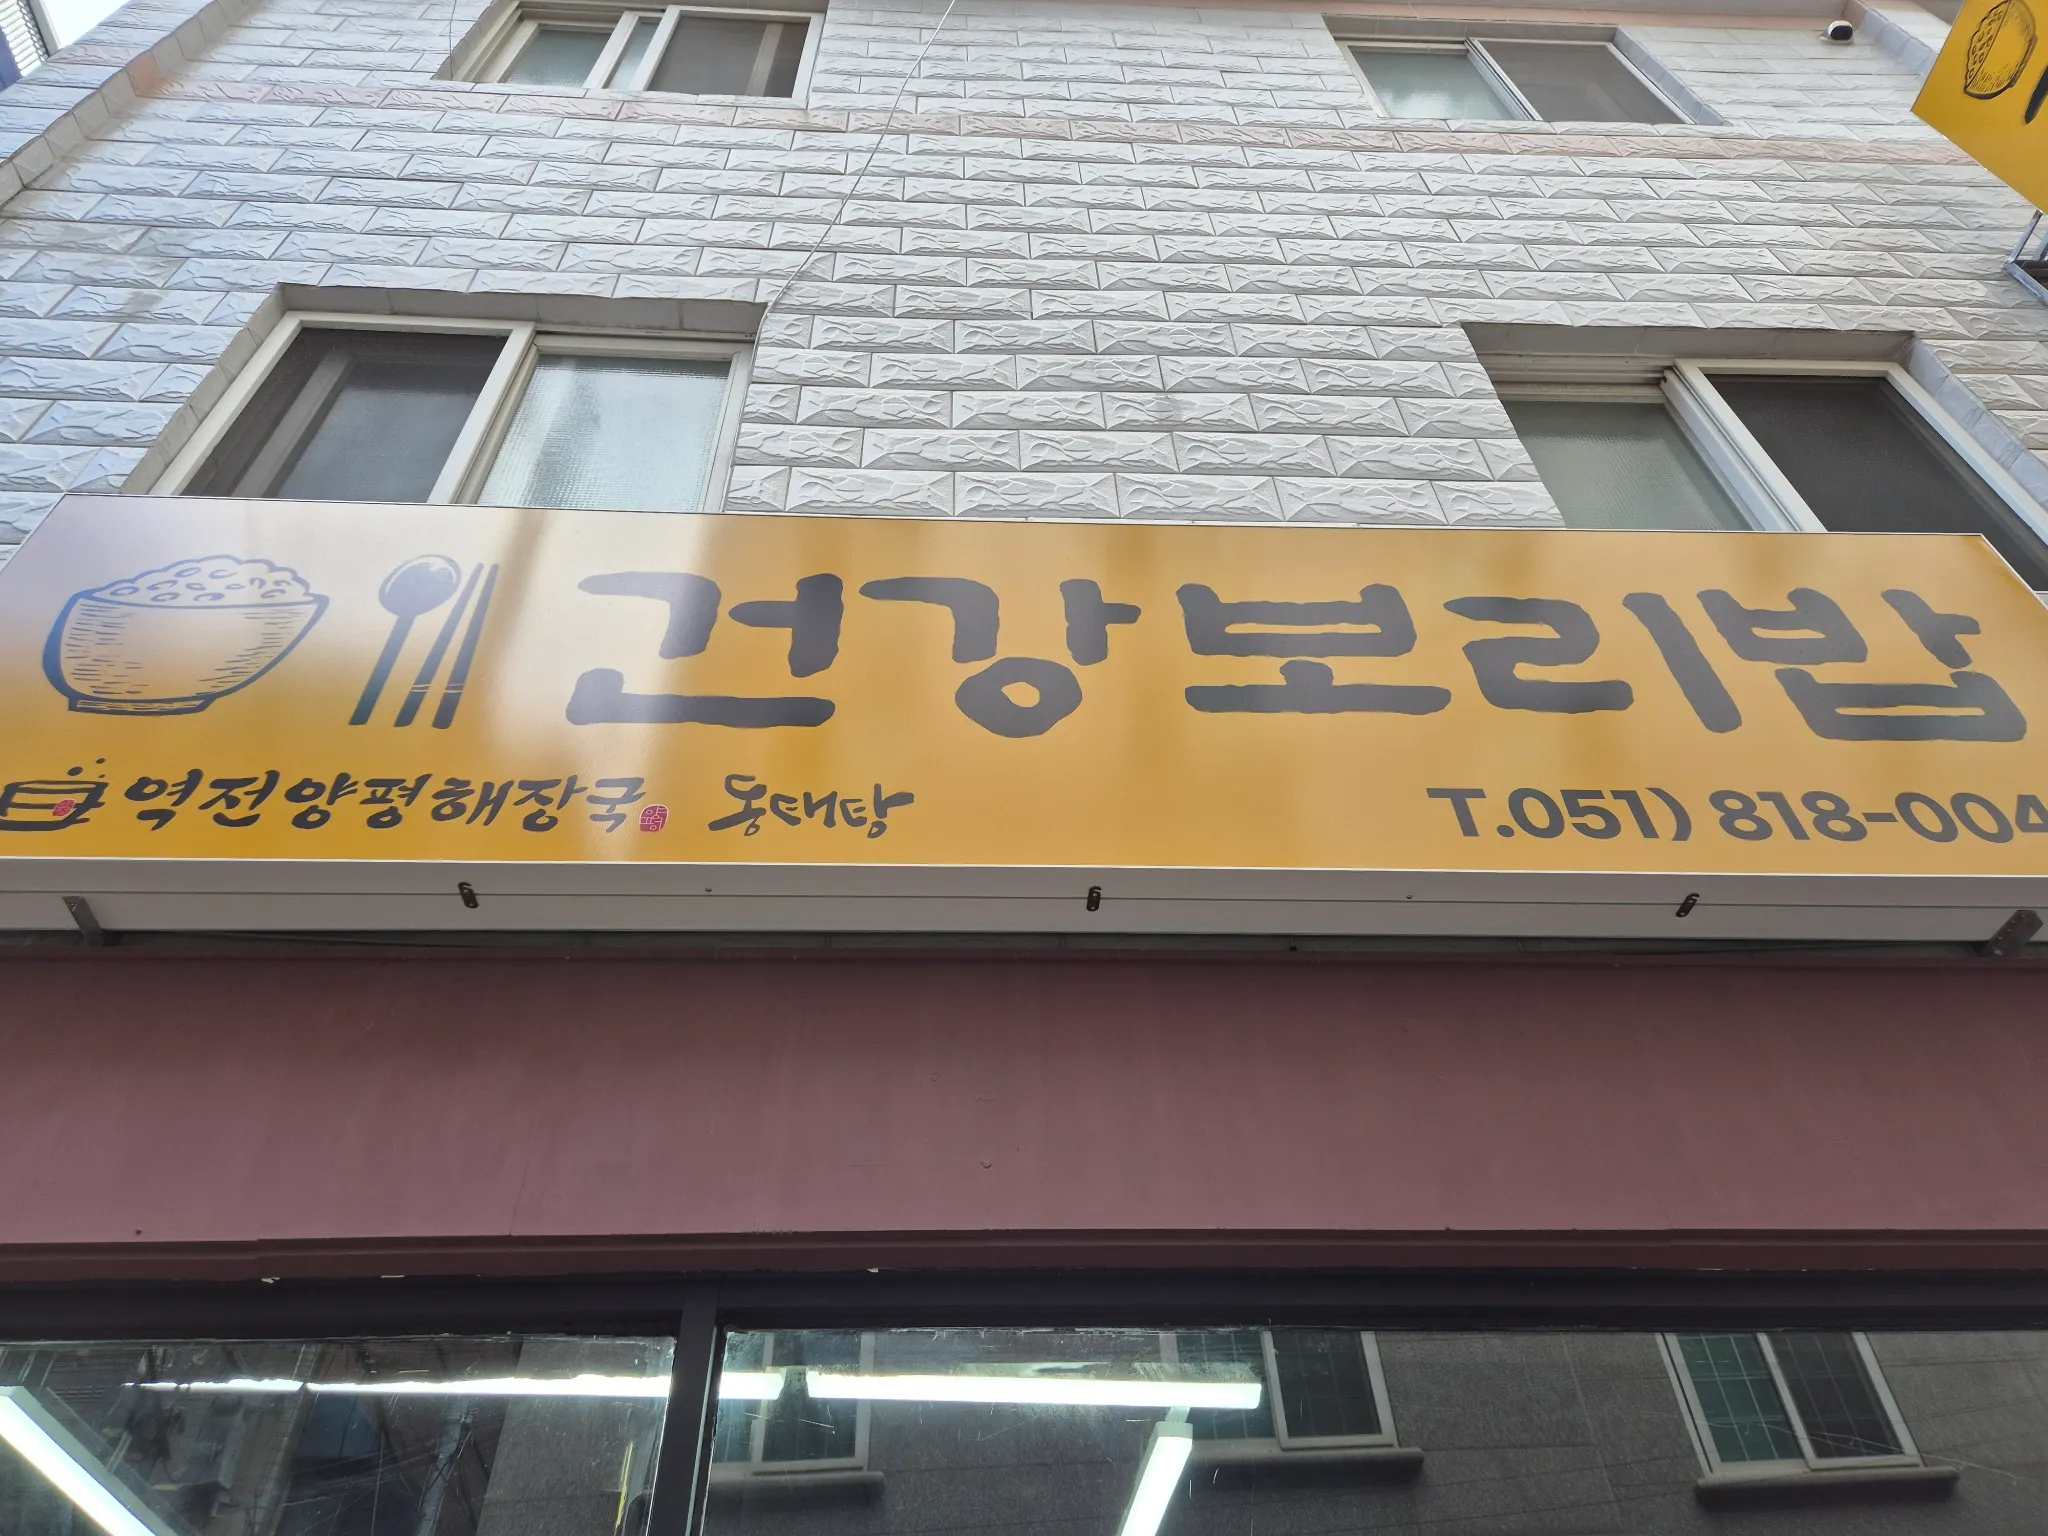 건강보리밥
역전양평해장국 동태탕
T.051) 818-004